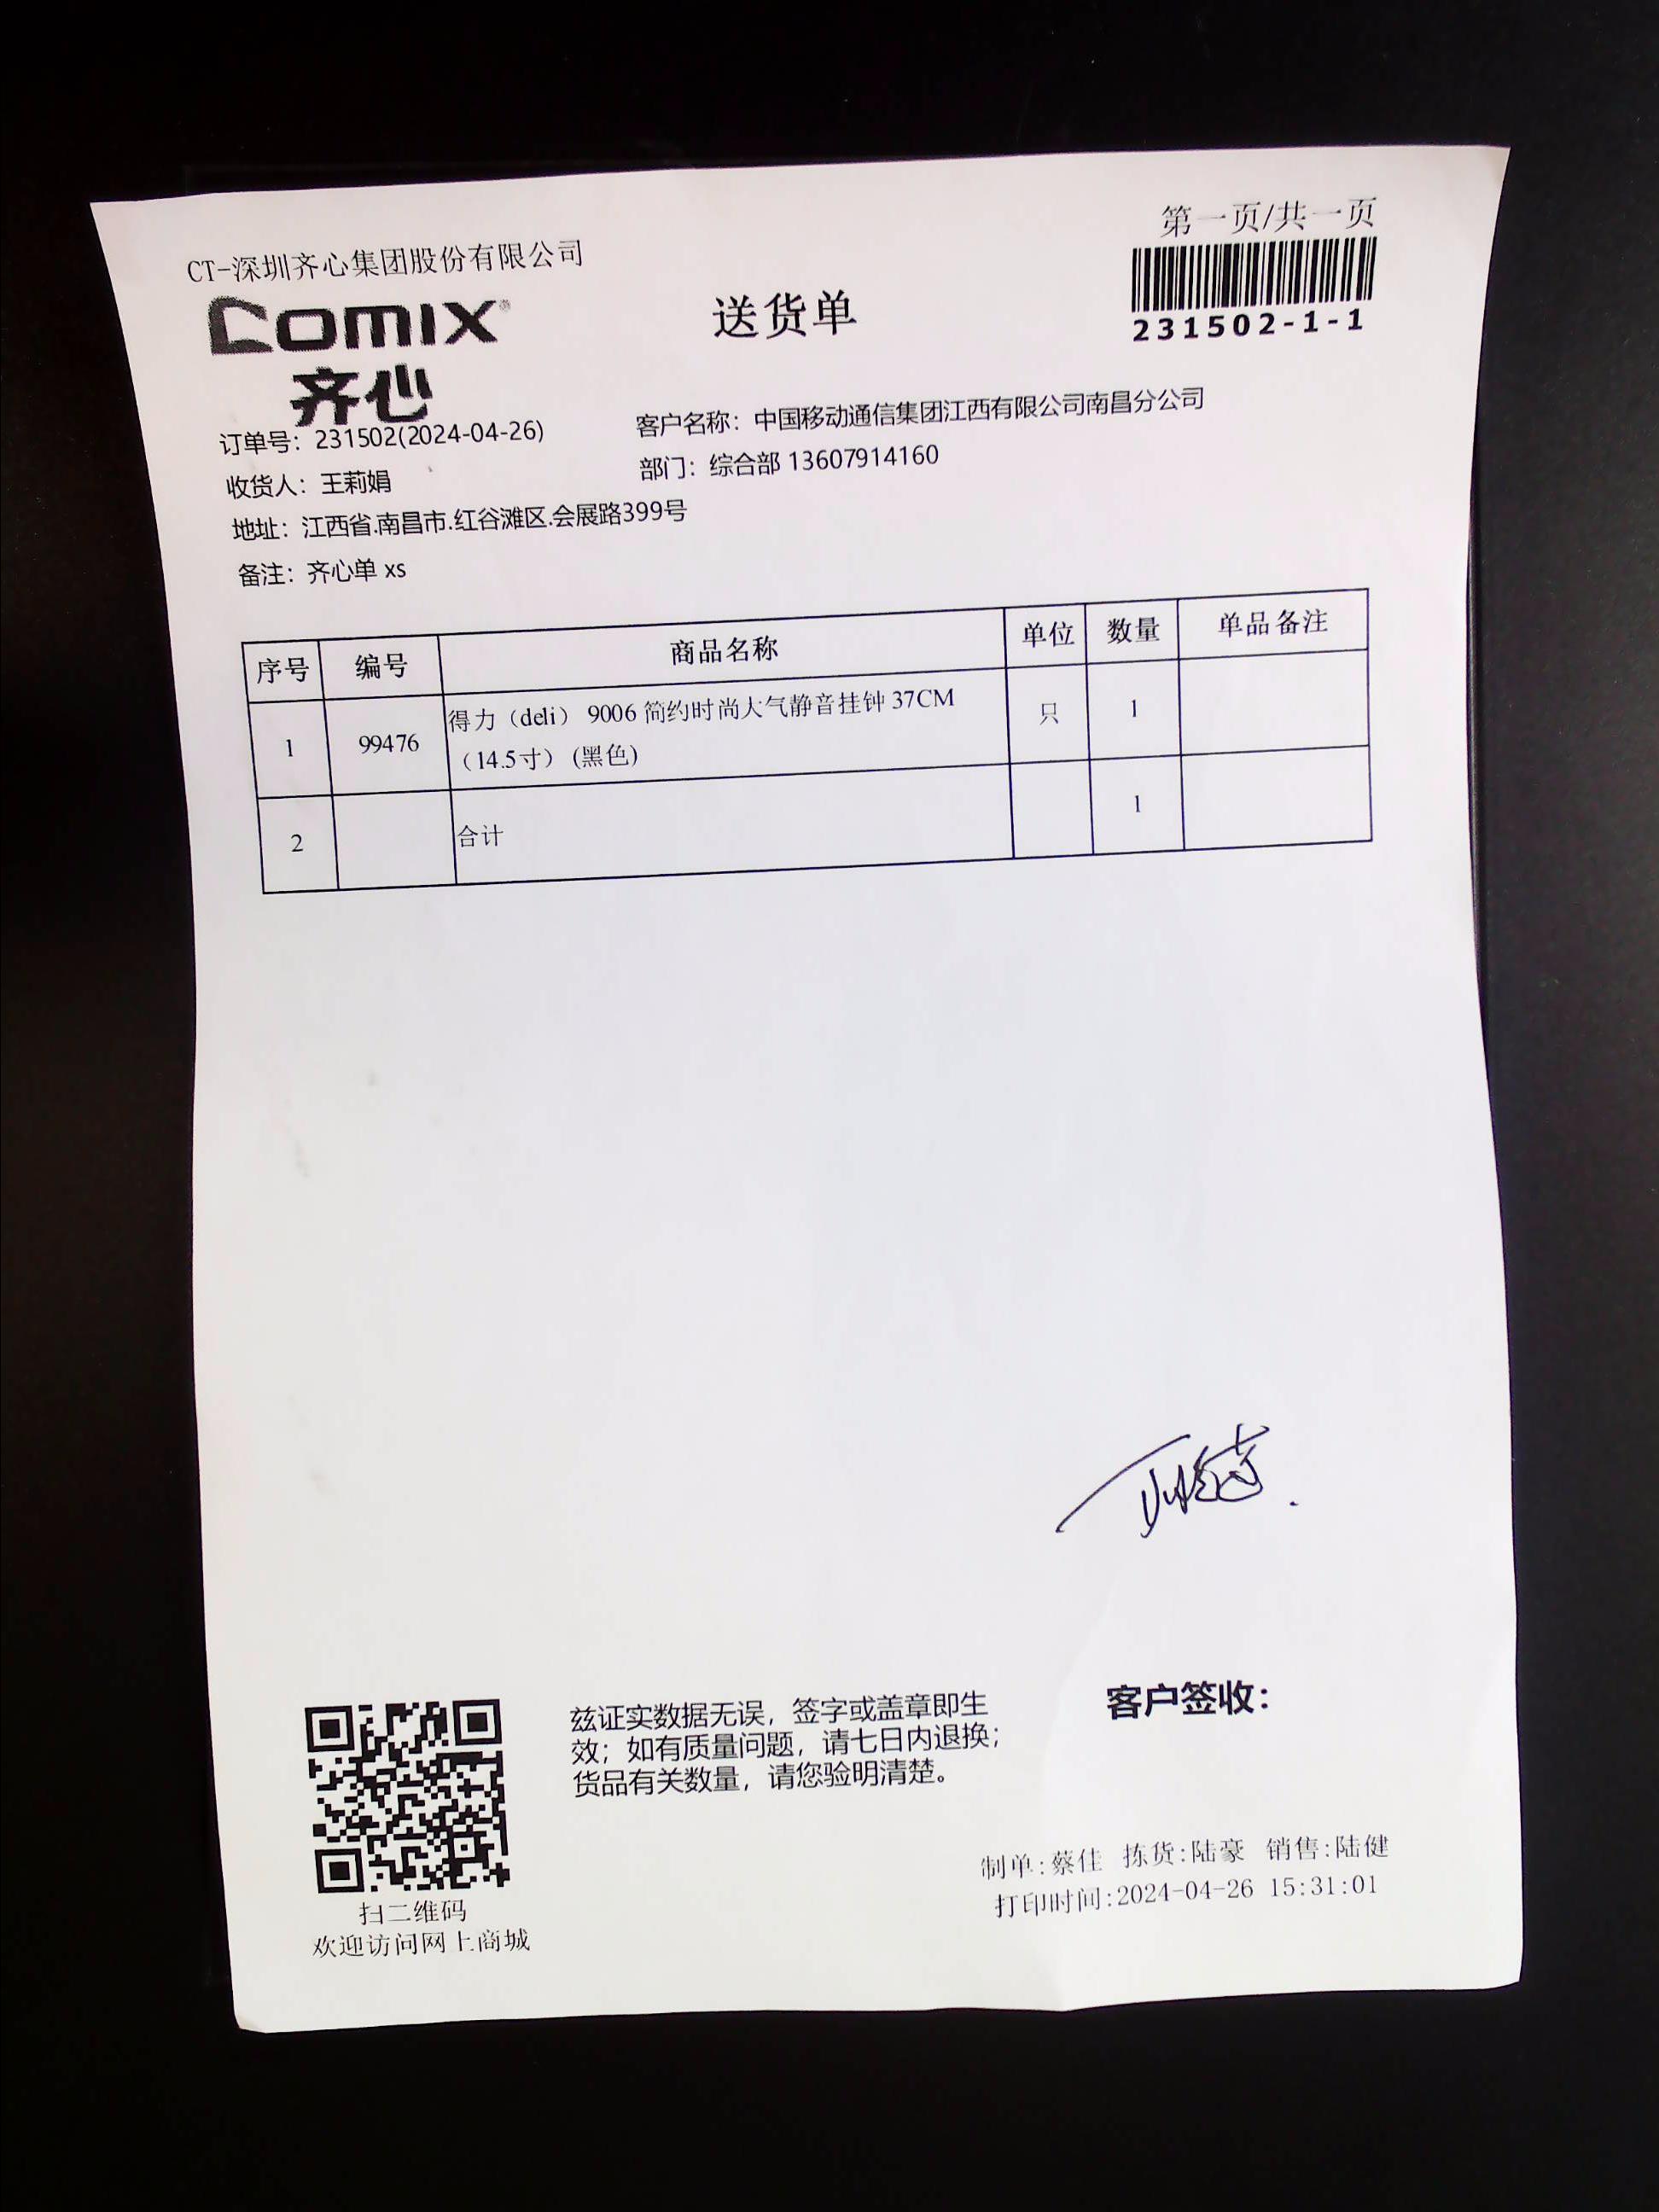 第一页/共一页
CT-深圳齐心集团股份有限公司
COMIX®
齐心
送货单
231502-1-1
订单号：231502(2024-04-26)
客户名称：中国移动通信集团江西有限公司南昌分公司
收货人：王莉娟
部门：综合部 13607914160
地址：江西省.南昌市.红谷滩区.会展路399号
备注：齐心单 xs
序号 编号 商品名称 单位 数量 单品备注
1 99476 得力（deli） 9006 简约时尚大气静音挂钟 37CM
（14.5寸） (黑色) 只 1
2 合计 1
兹证实数据无误，签字或盖章即生
效；如有质量问题，请七日内退换；
货品有关数量，请您验明清楚。
客户签收：
扫二维码
欢迎访问网上商城
制单:蔡佳 拣货:陆豪 销售:陆健
打印时间:2024-04-26 15:31:01